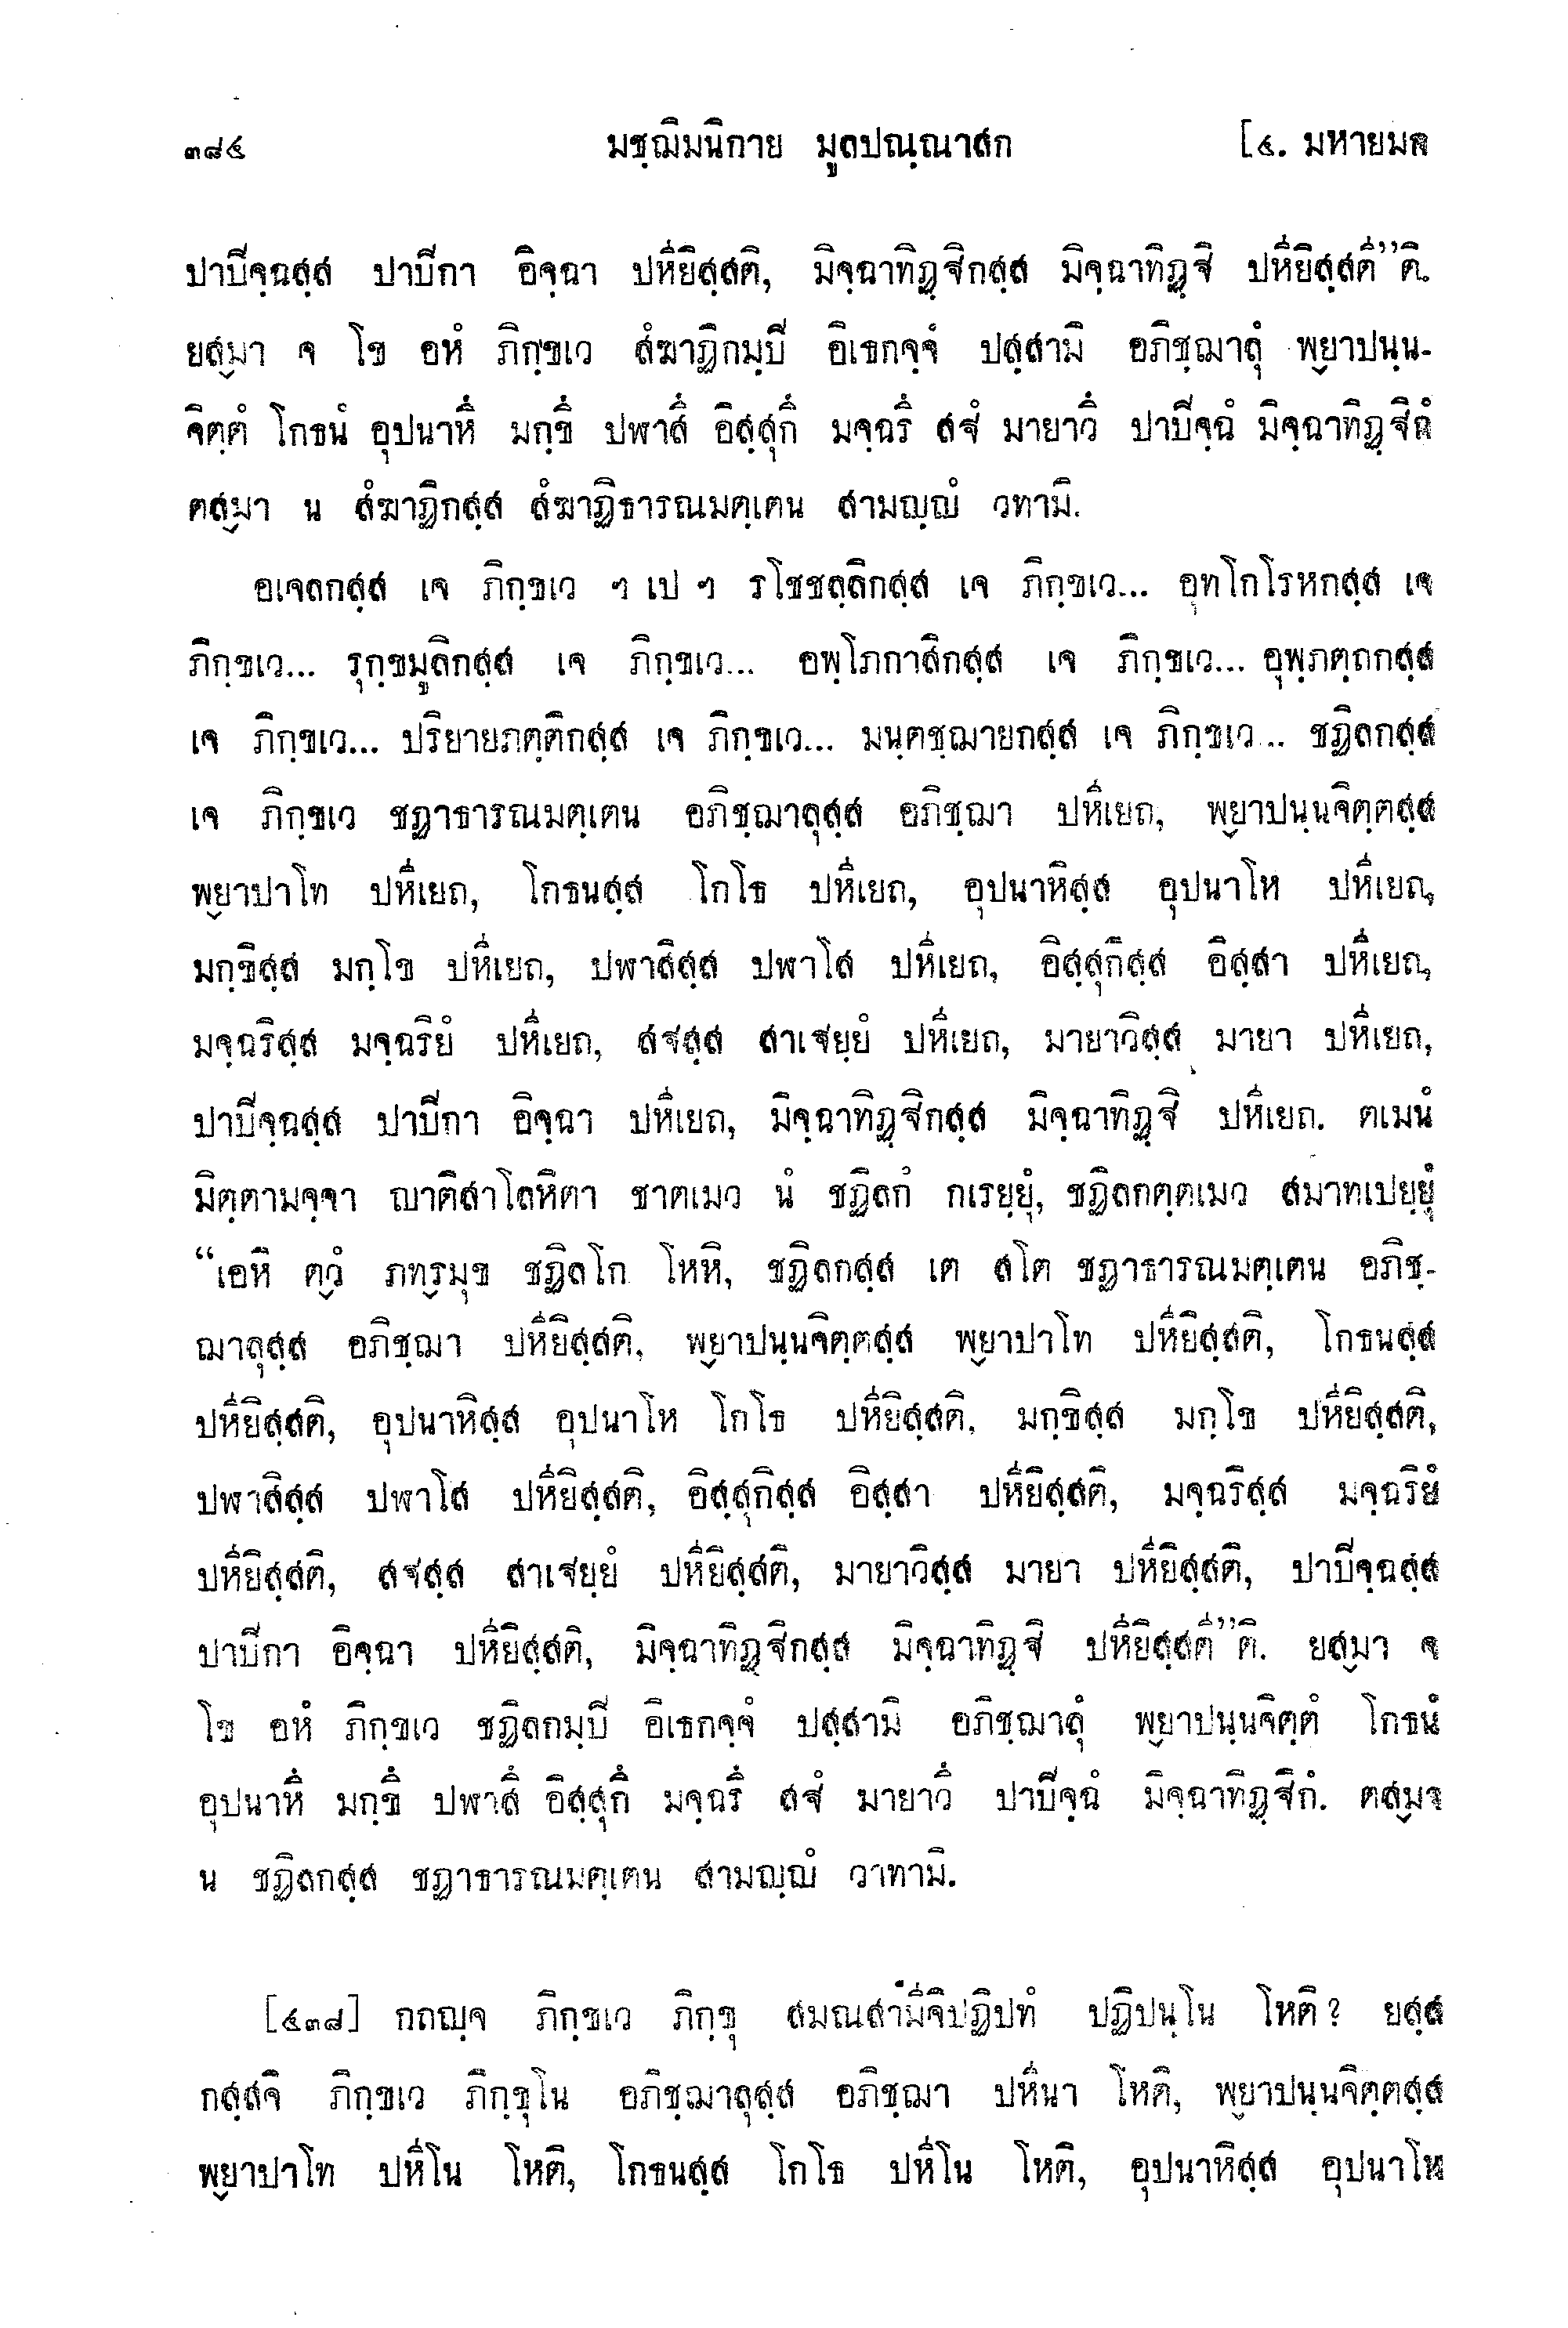 ๓๘๔ มชฺฌิมนิกาย มูลปณฺณาสก [๔. มหายมก
ปาปิจฺฉสฺส ปาปิกา อิจฺฉา ปหียิสฺสติ, มิจฺฉาทิฏฺฐิกสฺส มิจฺฉาทิฏฺฐิ ปหียิสฺสตี”ติ.
ยสฺมา จ โข อหํ ภิกฺขเว สํฆาฏิกมฺปี อิเธกจฺจํ ปสฺสามิ อภิชฺฌาลุํ พฺยาปนฺน-
จิตฺตํ โกธนํ อุปนาหึ มกฺขึ ปฬาสึ อิสฺสุกึ มจฺฉรึ สฐํ มายาวึ ปาปิจฺฉํ มิจฺฉาทิฏฺฐิกํ
ตสฺมา น สํฆาฏิกสฺส สํฆาฏิธารณมตฺเตน สามญฺญํ วทามิ.
อเจลกสฺส เจ ภิกฺขเว ฯ เป ฯ รโชชลฺลิกสฺส เจ ภิกฺขเว... อุทโกโรหกสฺส เจ
ภิกฺขเว... รุกฺขมูลิกสฺส เจ ภิกฺขเว... อพฺโภกาสิกสฺส เจ ภิกฺขเว... อุพฺภตฺถกสฺส
เจ ภิกฺขเว... ปริยายภตฺติกสฺส เจ ภิกฺขเว... มนฺตชฺฌายกสฺส เจ ภิกฺขเว... ชฏิลกสฺส
เจ ภิกฺขเว ชฏาธารณมตฺเตน อภิชฺฌาลุสฺส อภิชฺฌา ปหีเยถ, พฺยาปนฺนจิตฺตสฺส
พฺยาปาโท ปหีเยถ, โกธนสฺส โกโธ ปหีเยถ, อุปนาหิสฺส อุปนาโห ปหีเยถ,
มกฺขิสฺส มกฺโข ปหีเยถ, ปฬาสิสฺส ปฬาโส ปหีเยถ, อิสฺสุกิสฺส อิสฺสา ปหีเยถ,
มจฺฉริสฺส มจฺฉริยํ ปหีเยถ, สฐสฺส สาเฐยฺยํ ปหีเยถ, มายาวิสฺส มายา ปหีเยถ,
ปาปิจฺฉสฺส ปาปิกา อิจฺฉา ปหีเยถ, มิจฺฉาทิฏฺฐิกสฺส มิจฺฉาทิฏฺฐิ ปหีเยถ. ตเมนํ
มิตฺตามจฺจา ญาติสาโลหิตา ชาตเมว นํ ชฏิลกํ กเรยฺยุํ, ชฏิลกตฺตเมว สมาทเปยฺยุํ
“เอหิ ตฺวํ ภทฺรมุข ชฏิลโก โหหิ, ชฏิลกสฺส เต สโต ชฏาธารณมตฺเตน อภิชฺ-
ฌาลุสฺส อภิชฺฌา ปหียิสฺสติ, พฺยาปนฺนจิตฺตสฺส พฺยาปาโท ปหียิสฺสติ, โกธนสฺส
ปหียิสฺสติ, อุปนาหิสฺส อุปนาโห โกโธ ปหียิสฺสติ, มกฺขิสฺส มกฺโข ปหียิสฺสติ,
ปฬาสิสฺส ปฬาโส ปหียิสฺสติ, อิสฺสุกิสฺส อิสฺสา ปหียิสฺสติ, มจฺฉริสฺส มจฺฉริยํ
ปหียิสฺสติ, สฐสฺส สาเฐยฺยํ ปหียิสฺสติ, มายาวิสฺส มายา ปหียิสฺสติ, ปาปิจฺฉสฺส
ปาปิกา อิจฺฉา ปหียิสฺสติ, มิจฺฉาทิฏฺฐิกสฺส มิจฺฉาทิฏฺฐิ ปหียิสฺสตี”ติ. ยสฺมา จ
โข อหํ ภิกฺขเว ชฏิลกมฺปี อิเธกจฺจํ ปสฺสามิ อภิชฺฌาลุํ พฺยาปนฺนจิตฺตํ โกธนํ
อุปนาหึ มกฺขึ ปฬาสึ อิสฺสุกึ มจฺฉรึ สฐํ มายาวึ ปาปิจฺฉํ มิจฺฉาทิฏฺฐิกํ. ตสฺมา
น ชฏิลกสฺส ชฏาธารณมตฺเตน สามญฺญํ วาทามิ.
[๔๓๘] กถญฺจ ภิกฺขเว ภิกฺขุ สมณสามีจิปฏิปทํ ปฏิปนฺโน โหติ? ยสฺส
กสฺสจิ ภิกฺขเว ภิกฺขุโน อภิชฺฌาลุสฺส อภิชฺฌา ปหีนา โหติ, พฺยาปนฺนจิตฺตสฺส
พฺยาปาโท ปหีโน โหติ, โกธนสฺส โกโธ ปหีโน โหติ, อุปนาหิสฺส อุปนาโห